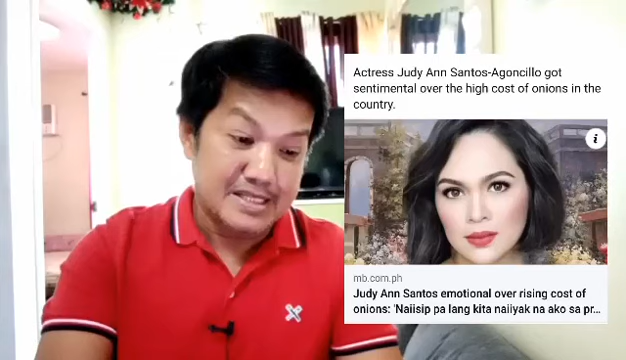 Actress Judy Ann Santos-Agoncillo got
sentimental over the high cost of onions in the
country.
i
mb.com.ph
Judy Ann Santos emotional over rising cost of
onions: 'Naiisip pa lang kita naiiyak na ako sa pr...